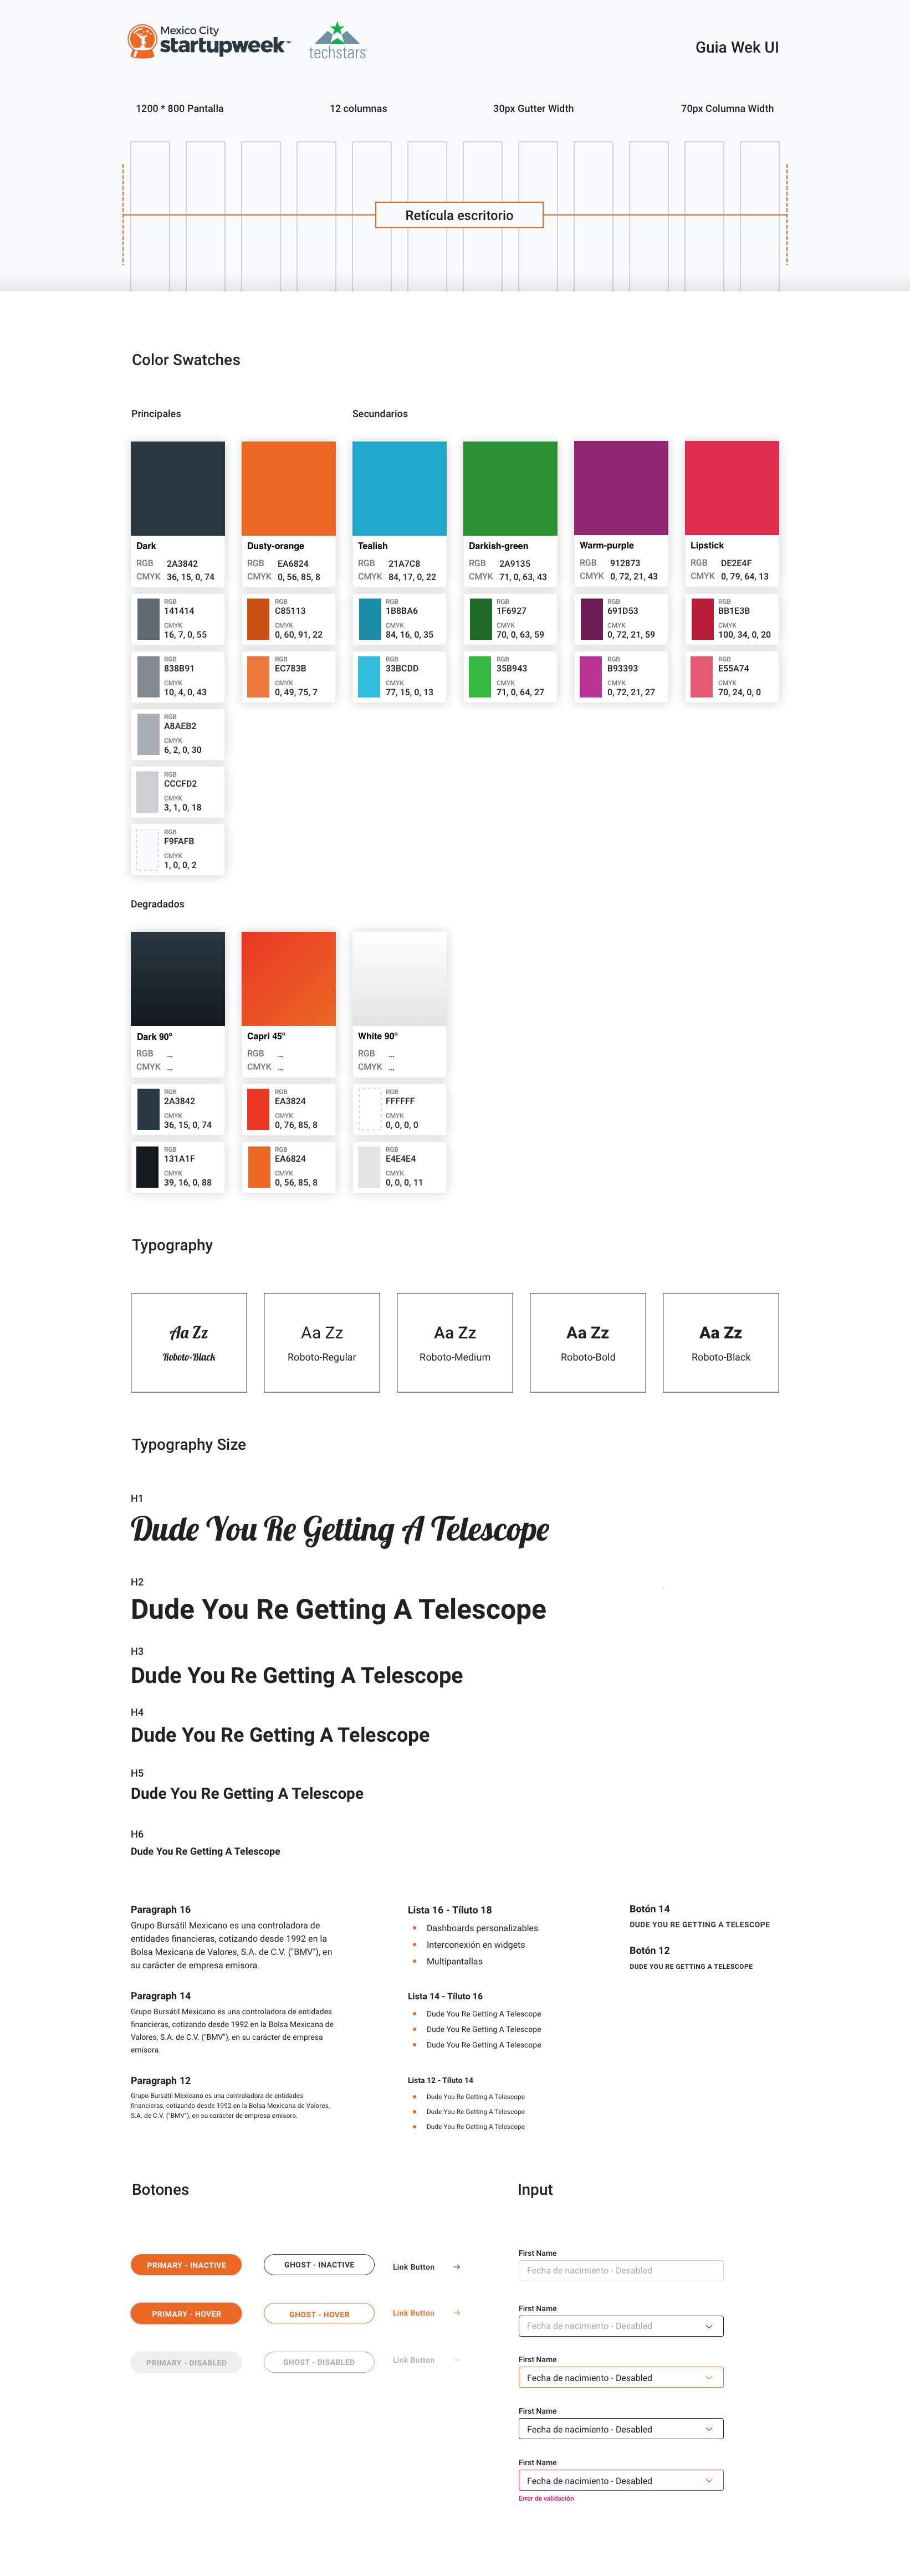 Mexico City
startupweek™
techstars
Guia Wek UI
1200 * 800 Pantalla
12 columnas
30px Gutter Width
70px Columna Width
Retícula escritorio
Color Swatches
Principales
Secundarios
Dark
RGB 2A3842
CMYK 36, 15, 0, 74
Dusty-orange
RGB EA6824
CMYK 0, 56, 85, 8
Tealish
RGB 21A7C8
CMYK 84, 17, 0, 22
Darkish-green
RGB 2A9135
CMYK 71, 0, 63, 43
Warm-purple
RGB 912873
CMYK 0, 72, 21, 43
Lipstick
RGB DE2E4F
CMYK 0, 79, 64, 13
RGB
141414
CMYK
16, 7, 0, 55
RGB
C85113
CMYK
0, 60, 91, 22
RGB
1B8BA6
CMYK
84, 16, 0, 35
RGB
1F6927
CMYK
70, 0, 63, 59
RGB
691D53
CMYK
0, 72, 21, 59
RGB
BB1E3B
CMYK
100, 34, 0, 20
RGB
838B91
CMYK
10, 4, 0, 43
RGB
EC783B
CMYK
0, 49, 75, 7
RGB
33BCDD
CMYK
77, 15, 0, 13
RGB
35B943
CMYK
71, 0, 64, 27
RGB
B93393
CMYK
0, 72, 21, 27
RGB
E55A74
CMYK
70, 24, 0, 0
RGB
A8AEB2
CMYK
6, 2, 0, 30
RGB
CCCFD2
CMYK
3, 1, 0, 18
RGB
F9FAFB
CMYK
1, 0, 0, 2
Degradados
Dark 90º
RGB ...
CMYK ...
Capri 45º
RGB ...
CMYK ...
White 90º
RGB ...
CMYK ...
RGB
2A3842
CMYK
36, 15, 0, 74
RGB
EA3824
CMYK
0, 76, 85, 8
RGB
FFFFFF
CMYK
0, 0, 0, 0
RGB
131A1F
CMYK
39, 16, 0, 88
RGB
EA6824
CMYK
0, 56, 85, 8
RGB
E4E4E4
CMYK
0, 0, 0, 11
Typography
Aa Zz
Roboto-Black
Aa Zz
Roboto-Regular
Aa Zz
Roboto-Medium
Aa Zz
Roboto-Bold
Aa Zz
Roboto-Black
Typography Size
H1
Dude You Re Getting A Telescope
H2
Dude You Re Getting A Telescope
H3
Dude You Re Getting A Telescope
H4
Dude You Re Getting A Telescope
H5
Dude You Re Getting A Telescope
H6
Dude You Re Getting A Telescope
Paragraph 16
Grupo Bursátil Mexicano es una controladora de
entidades financieras, cotizando desde 1992 en la
Bolsa Mexicana de Valores, S.A. de C.V. ("BMV"), en
su carácter de empresa emisora.
Paragraph 14
Grupo Bursátil Mexicano es una controladora de entidades
financieras, cotizando desde 1992 en la Bolsa Mexicana de
Valores, S.A. de C.V. ("BMV"), en su carácter de empresa
emisora.
Paragraph 12
Grupo Bursátil Mexicano es una controladora de entidades
financieras, cotizando desde 1992 en la Bolsa Mexicana de Valores,
S.A. de C.V. ("BMV"), en su carácter de empresa emisora.
Lista 16 - Tíluto 18
Dashboards personalizables
Interconexión en widgets
Multipantallas
Lista 14 - Tíluto 16
Dude You Re Getting A Telescope
Dude You Re Getting A Telescope
Dude You Re Getting A Telescope
Lista 12 - Tíluto 14
Dude You Re Getting A Telescope
Dude You Re Getting A Telescope
Dude You Re Getting A Telescope
Botón 14
DUDE YOU RE GETTING A TELESCOPE
Botón 12
DUDE YOU RE GETTING A TELESCOPE
Botones
PRIMARY - INACTIVE
GHOST - INACTIVE
Link Button →
PRIMARY - HOVER
GHOST - HOVER
Link Button →
PRIMARY - DISABLED
GHOST - DISABLED
Link Button →
Input
First Name
Fecha de nacimiento - Desabled
First Name
Fecha de nacimiento - Desabled
First Name
Fecha de nacimiento - Desabled
First Name
Fecha de nacimiento - Desabled
First Name
Fecha de nacimiento - Desabled
Error de validación